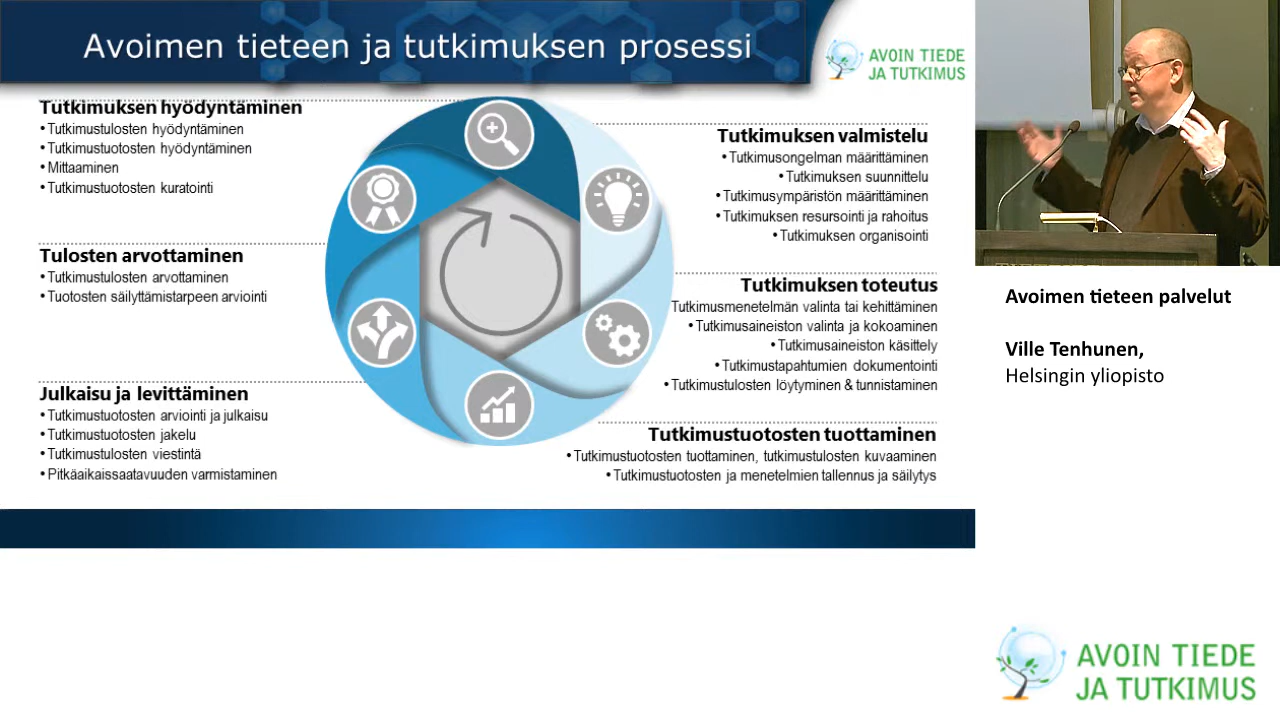 Avoimen tieteen ja tutkimuksen prosessi
AVOIN TIEDE
JA TUTKIMUS
Tutkimuksen hyödyntäminen
• Tutkimustulosten hyödyntäminen
• Tutkimustuotosten hyödyntäminen
• Mittaaminen
• Tutkimustuotosten kuratointi
Tulosten arvottaminen
• Tutkimustulosten arvottaminen
• Tuotosten säilyttämistarpeen arviointi
Julkaisu ja levittäminen
• Tutkimustuotosten arviointi ja julkaisu
• Tutkimustuotosten jakelu
• Tutkimustulosten viestintä
• Pitkäaikaissaatavuuden varmistaminen
Tutkimuksen valmistelu
• Tutkimusongelman määrittäminen
• Tutkimuksen suunnittelu
• Tutkimusympäristön määrittäminen
• Tutkimuksen resursointi ja rahoitus
• Tutkimuksen organisointi
Tutkimuksen toteutus
Tutkimusmenetelmän valinta tai kehittäminen
• Tutkimusaineiston valinta ja kokoaminen
• Tutkimusaineiston käsittely
• Tutkimustapahtumien dokumentointi
• Tutkimustulosten löytyminen & tunnistaminen
Tutkimustuotosten tuottaminen
• Tutkimustuotosten tuottaminen, tutkimustulosten kuvaaminen
• Tutkimustuotosten ja menetelmien tallennus ja säilytys
Avoimen tieteen palvelut
Ville Tenhunen,
Helsingin yliopisto
AVOIN TIEDE
JA TUTKIMUS